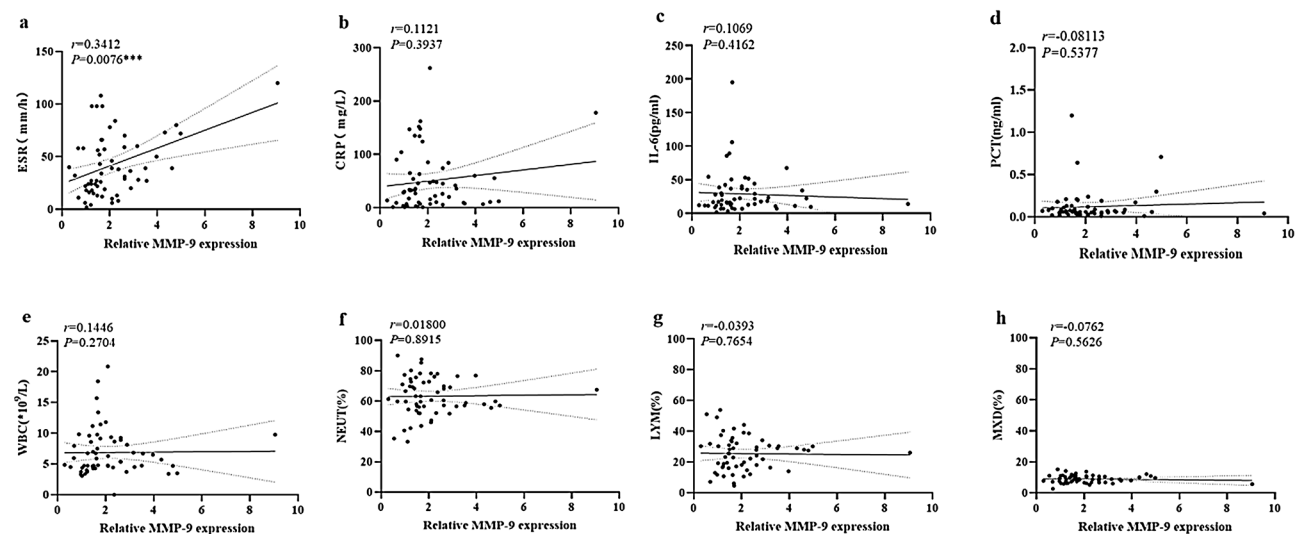 a
r=0.3412
P=0.0076***
150
100
50
0
ESR ( mm/h)
0 2 4 6 8 10
Relative MMP-9 expression
b
r=0.1121
P=0.3937
300
200
100
0
CRP ( mg/L)
0 2 4 6 8 10
Relative MMP-9 expression
c
r=0.1069
P=0.4162
250
200
150
100
50
0
IL-6(pg/ml)
0 2 4 6 8 10
Relative MMP-9 expression
d
r=-0.08113
P=0.5377
2.0
1.5
1.0
0.5
0.0
PCT(ng/ml)
0 2 4 6 8 10
Relative MMP-9 expression
e
r=0.1446
P=0.2704
25
20
15
10
5
0
WBC(*10⁹/L)
0 2 4 6 8 10
Relative MMP-9 expression
f
r=0.01800
P=0.8915
100
80
60
40
20
0
NEUT(%)
0 2 4 6 8 10
Relative MMP-9 expression
g
r=-0.0393
P=0.7654
100
80
60
40
20
0
LYM(%)
0 2 4 6 8 10
Relative MMP-9 expression
h
r=-0.0762
P=0.5626
100
80
60
40
20
0
MXD(%)
0 2 4 6 8 10
Relative MMP-9 expression